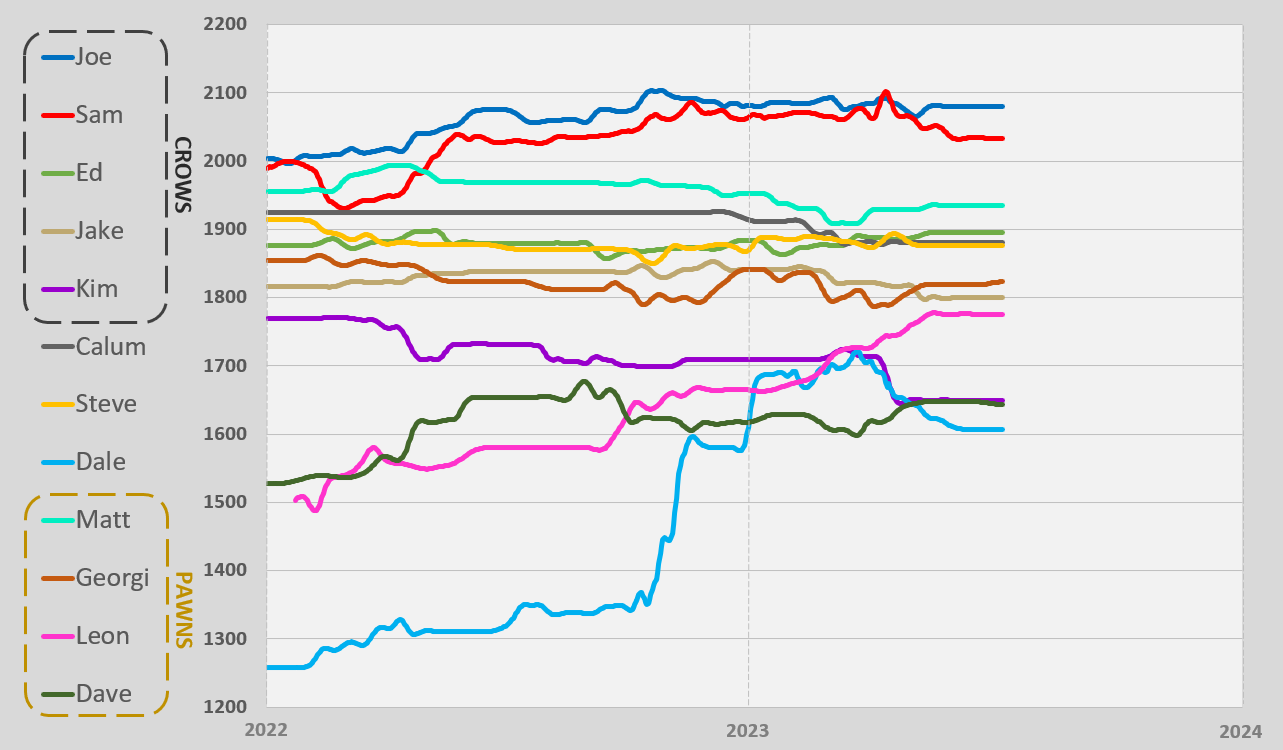 2200
2100
2000
1900
1800
1700
1600
1500
1400
1300
1200
2022
2023
2024
Joe
Sam
Ed
Jake
Kim
CROWS
Calum
Steve
Dale
Matt
Georgi
Leon
Dave
PAWNS